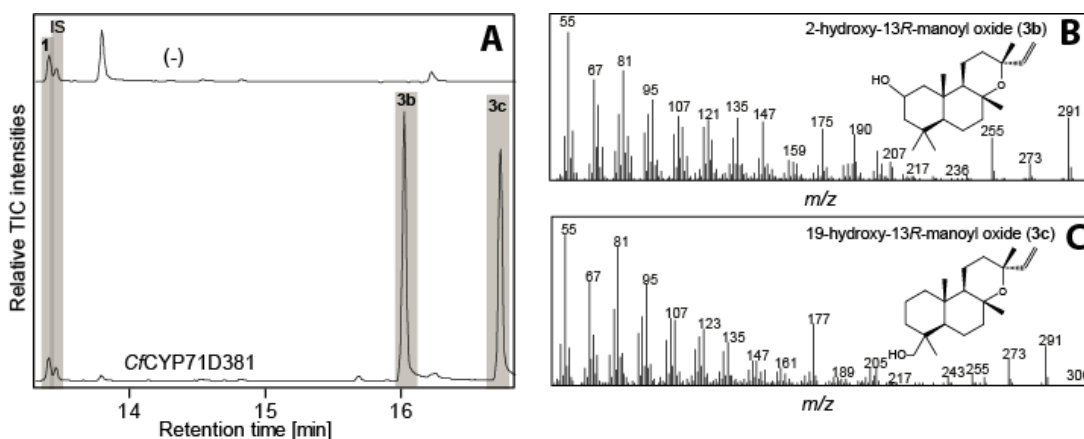 Relative TIC intensities
IS
1
(-)
A
3b
3c
CfCYP71D381
14
15
16
Retention time [min]
B
2-hydroxy-13R-manoyl oxide (3b)
55
67
81
95
107
121
135
147
159
175
190
207
217
236
255
273
291
HO
O
m/z
C
19-hydroxy-13R-manoyl oxide (3c)
55
67
81
95
107
123
135
147
161
177
189
205
217
243
255
273
291
HO
O
m/z